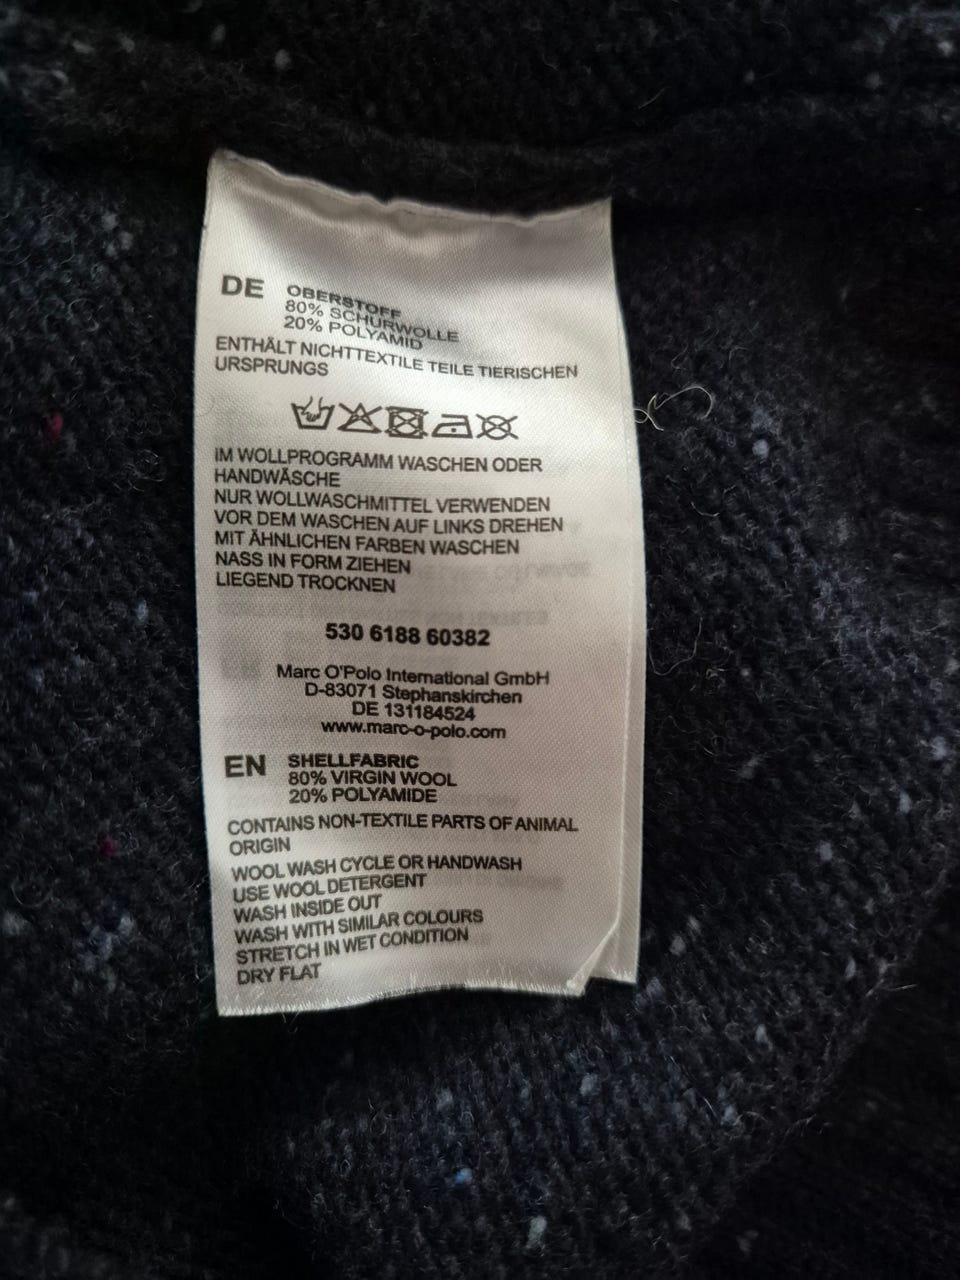 DE OBERSTOFF
80% SCHURWOLLE
20% POLYAMID
ENTHÄLT NICHTTEXTILE TEILE TIERISCHEN
URSPRUNGS
IM WOLLPROGRAMM WASCHEN ODER
HANDWÄSCHE
NUR WOLLWASCHMITTEL VERWENDEN
VOR DEM WASCHEN AUF LINKS DREHEN
MIT ÄHNLICHEN FARBEN WASCHEN
NASS IN FORM ZIEHEN
LIEGEND TROCKNEN
530 6188 60382
Marc O'Polo International GmbH
D-83071 Stephanskirchen
DE 131184524
www.marc-o-polo.com
EN SHELLFABRIC
80% VIRGIN WOOL
20% POLYAMIDE
CONTAINS NON-TEXTILE PARTS OF ANIMAL
ORIGIN
WOOL WASH CYCLE OR HANDWASH
USE WOOL DETERGENT
WASH INSIDE OUT
WASH WITH SIMILAR COLOURS
STRETCH IN WET CONDITION
DRY FLAT